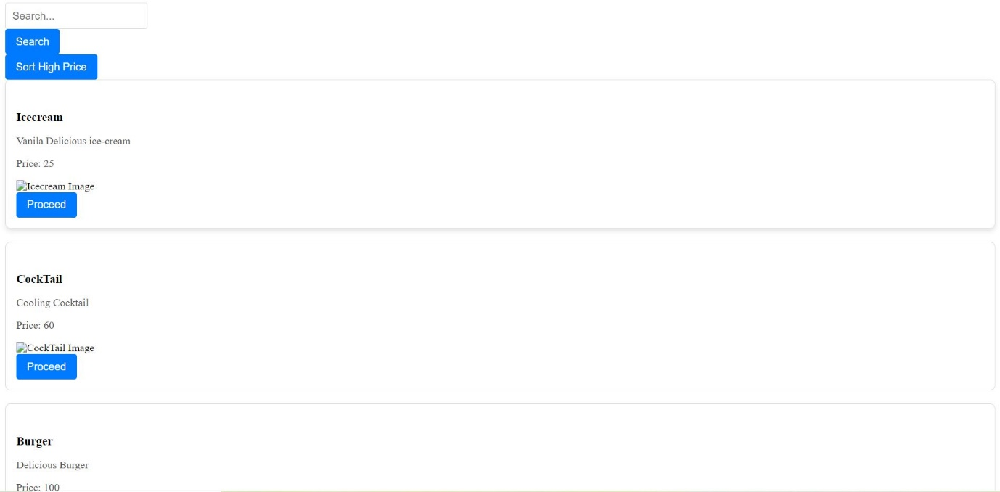 Search...
Search
Sort High Price
Icecream
Vanila Delicious ice-cream
Price: 25
Icecream Image
Proceed
CockTail
Cooling Cocktail
Price: 60
CockTail Image
Proceed
Burger
Delicious Burger
Price: 100